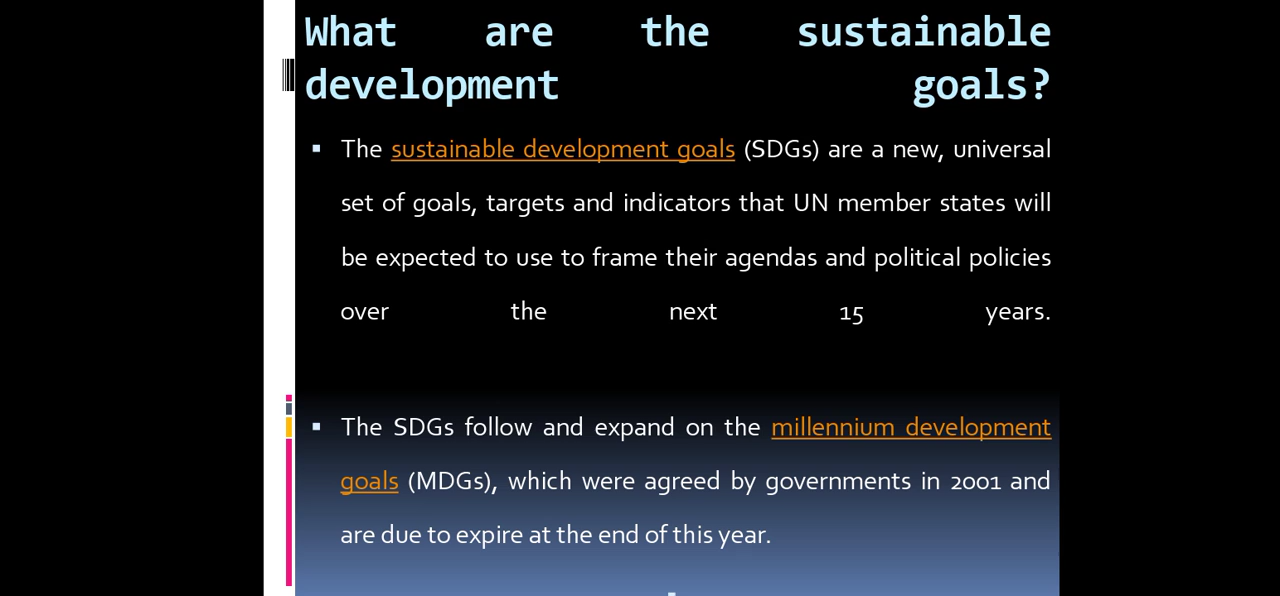 What are the sustainable
development goals?
▪ The sustainable development goals (SDGs) are a new, universal
set of goals, targets and indicators that UN member states will
be expected to use to frame their agendas and political policies
over the next 15 years.
▪ The SDGs follow and expand on the millennium development
goals (MDGs), which were agreed by governments in 2001 and
are due to expire at the end of this year.